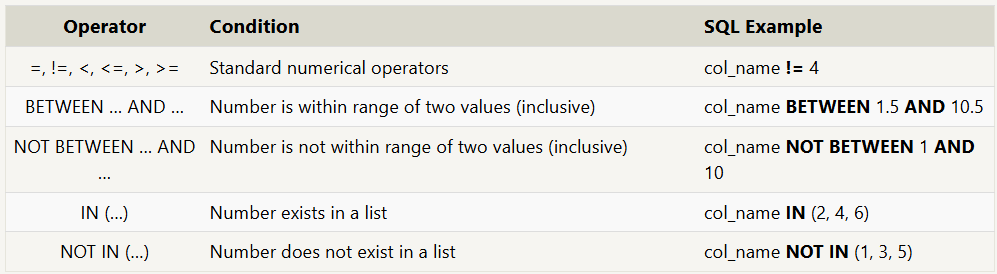 Operator Condition SQL Example
=, !=, <, <=, >, >= Standard numerical operators col_name != 4
BETWEEN … AND … Number is within range of two values (inclusive) col_name BETWEEN 1.5 AND 10.5
NOT BETWEEN … AND Number is not within range of two values (inclusive) col_name NOT BETWEEN 1 AND
… 10
IN (…) Number exists in a list col_name IN (2, 4, 6)
NOT IN (…) Number does not exist in a list col_name NOT IN (1, 3, 5)